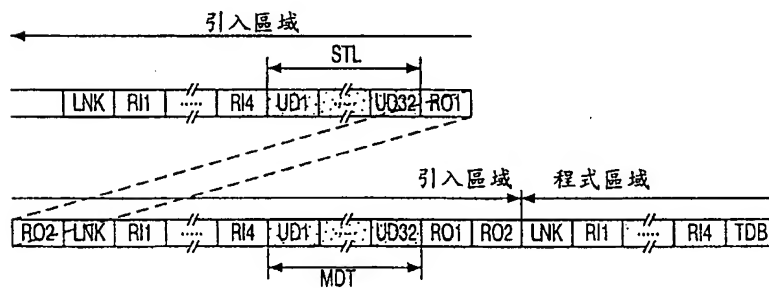 引入區域
STL
LNK RI1 ····· RI4 UD1 ····· UD32 RO1
引入區域 程式區域
RO2 LNK RI1 ····· RI4 UD1 ····· UD32 RO1 RO2 LNK RI1 ····· RI4 TDB
MDT